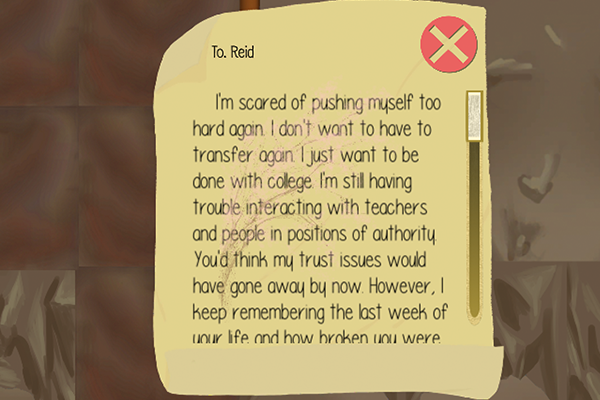 To. Reid
I'm scared of pushing myself too
hard again. I don't want to have to
transfer again. I just want to be
done with college. I'm still having
trouble interacting with teachers
and people in positions of authority.
You'd think my trust issues would
have gone away by now. However, I
keep remembering the last week of
your life and how broken you were